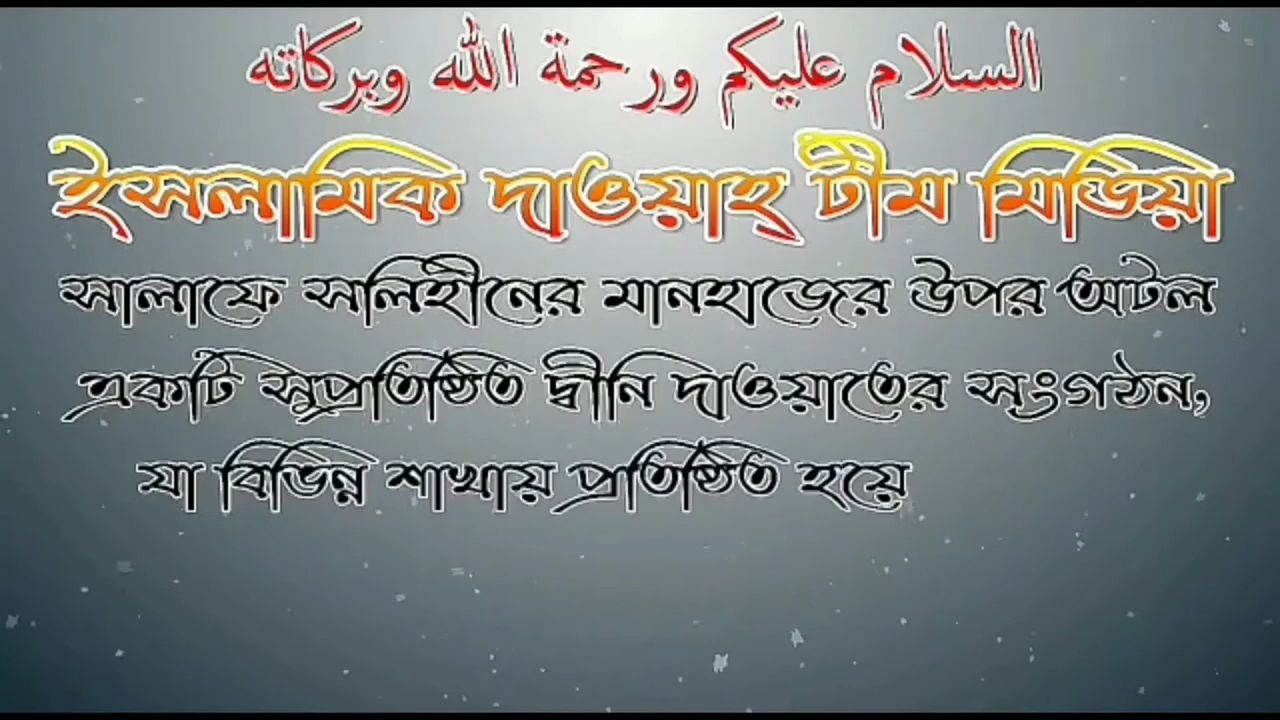 السلام عليكم ورحمة الله وبركاته
ইসলামিক দাওয়াহ্ টীম মিডিয়া
সালাফে সলিহীনের মানহাজের উপর অটল
একটি সুপ্রতিষ্ঠিত দ্বীনি দাওয়াতের সংগঠন,
যা বিভিন্ন শাখায় প্রতিষ্ঠিত হয়ে